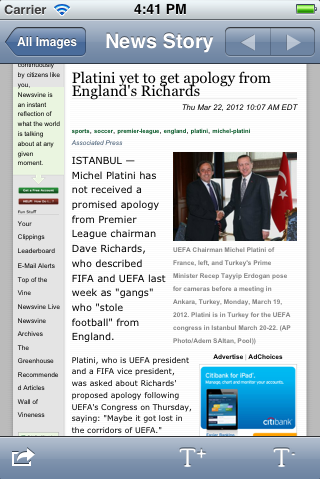 Carrier 4:41 PM
All Images News Story
continuously
by citizens like
you,
Newsvine is
an instant
reflection of
what the world
is talking
about at any
given
moment.
Get a Free Account
Fun Stuff
Your
Clippings
Leaderboard
E-Mail Alerts
Top of the
Vine
Newsvine Live
Newsvine
Archives
The
Greenhouse
Recommende
d Articles
Wall of
Vineness
Platini yet to get apology from
England's Richards
Thu Mar 22, 2012 10:07 AM EDT
sports, soccer, premier-league, england, platini, michel-platini
Associated Press
ISTANBUL —
Michel Platini has
not received a
promised apology
from Premier
League chairman
Dave Richards,
who described
FIFA and UEFA last
week as "gangs"
who "stole
football" from
England.
UEFA Chairman Michel Platini of
France, left, and Turkey's Prime
Minister Recep Tayyip Erdogan pose
for cameras before a meeting in
Ankara, Turkey, Monday, March 19,
2012. Platini is in Turkey for the UEFA
congress in Istanbul March 20-22. (AP
Photo/Adem SAltan, Pool))
Platini, who is UEFA president
and a FIFA vice president,
was asked about Richards'
proposed apology following
UEFA's Congress on Thursday,
saying: "Maybe it got lost in
the corridors of UEFA."
Advertise | AdChoices
Citibank for iPad.
Manage, chart and monitor your accounts.
citibank
T+ T-